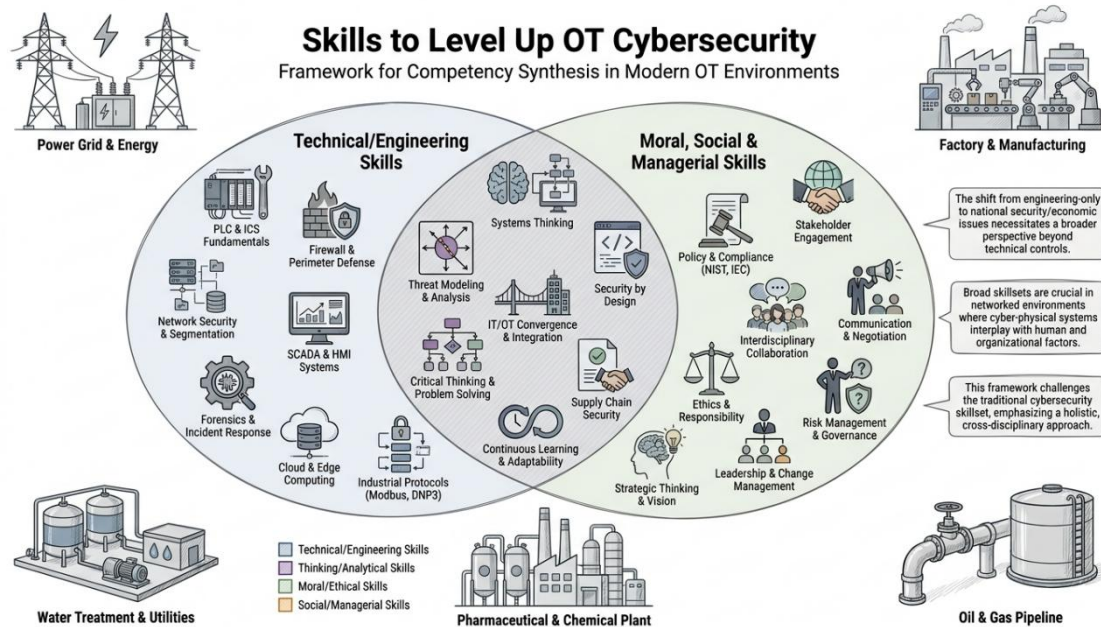 Skills to Level Up OT Cybersecurity
Framework for Competency Synthesis in Modern OT Environments
Power Grid & Energy
Factory & Manufacturing
Technical/Engineering
Skills
PLC & ICS
Fundamentals
Firewall &
Perimeter Defense
Network Security
& Segmentation
SCADA & HMI
Systems
Forensics &
Incident Response
Cloud & Edge
Computing
Industrial Protocols
(Modbus, DNP3)
Systems Thinking
Threat Modeling
& Analysis
Security by
Design
IT/OT Convergence
& Integration
Critical Thinking &
Problem Solving
Supply Chain
Security
Continuous Learning
& Adaptability
Moral, Social &
Managerial Skills
Stakeholder
Engagement
Policy & Compliance
(NIST, IEC)
Communication
& Negotiation
Interdisciplinary
Collaboration
Ethics &
Responsibility
Risk Management
& Governance
Leadership & Change
Management
Strategic Thinking
& Vision
The shift from engineering-only
to national security/economic
issues necessitates a broader
perspective beyond
technical controls.
Broad skillsets are crucial in
networked environments
where cyber-physical systems
interplay with human and
organizational factors.
This framework challenges
the traditional cybersecurity
skillset, emphasizing a holistic,
cross-disciplinary approach.
Water Treatment & Utilities
Technical/Engineering Skills
Thinking/Analytical Skills
Moral/Ethical Skills
Social/Managerial Skills
Pharmaceutical & Chemical Plant
Oil & Gas Pipeline